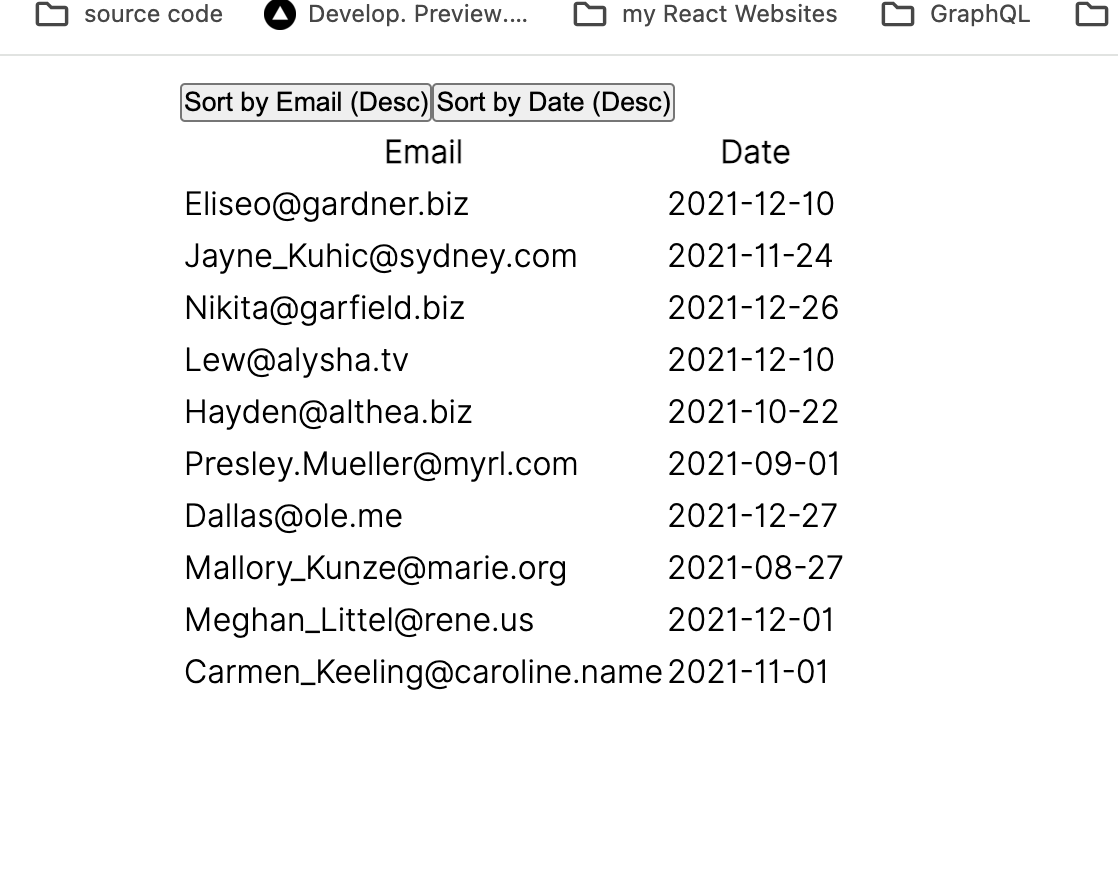 source code Develop. Preview.... my React Websites GraphQL
Sort by Email (Desc) Sort by Date (Desc)
Email Date
Eliseo@gardner.biz 2021-12-10
Jayne_Kuhic@sydney.com 2021-11-24
Nikita@garfield.biz 2021-12-26
Lew@alysha.tv 2021-12-10
Hayden@althea.biz 2021-10-22
Presley.Mueller@myrl.com 2021-09-01
Dallas@ole.me 2021-12-27
Mallory_Kunze@marie.org 2021-08-27
Meghan_Littel@rene.us 2021-12-01
Carmen_Keeling@caroline.name 2021-11-01